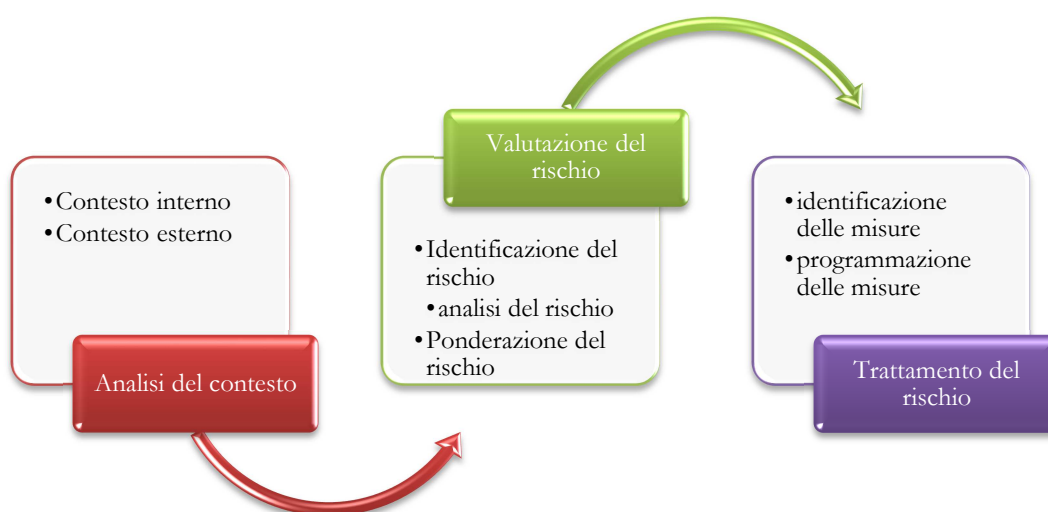 • Contesto interno
• Contesto esterno
Analisi del contesto
Valutazione del
rischio
• Identificazione del
rischio
• analisi del rischio
• Ponderazione del
rischio
• identificazione
delle misure
• programmazione
delle misure
Trattamento del
rischio